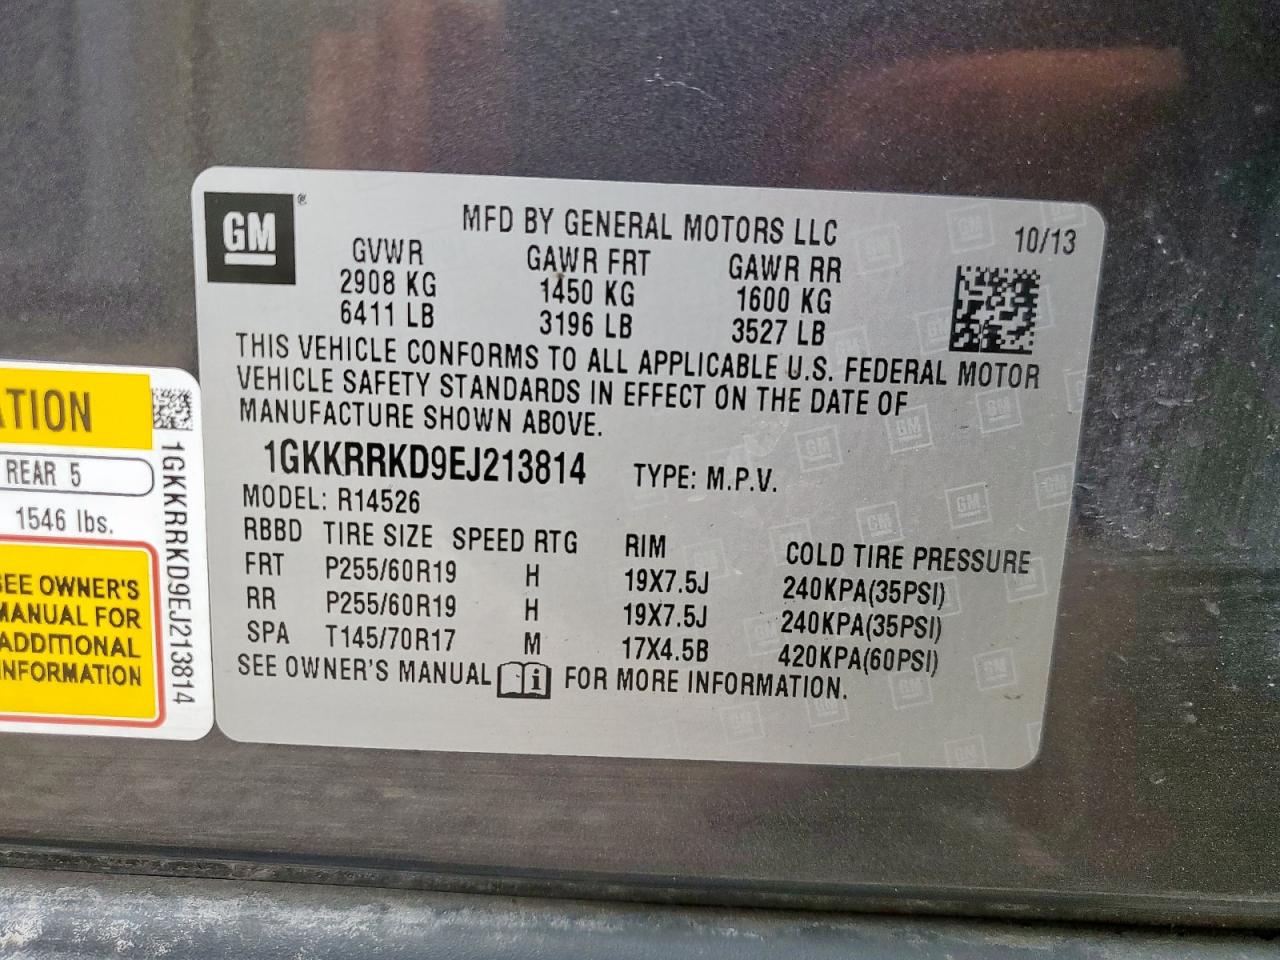 GM ®
MFD BY GENERAL MOTORS LLC
10/13
GVWR GAWR FRT GAWR RR
2908 KG 1450 KG 1600 KG
6411 LB 3196 LB 3527 LB
THIS VEHICLE CONFORMS TO ALL APPLICABLE U.S. FEDERAL MOTOR
VEHICLE SAFETY STANDARDS IN EFFECT ON THE DATE OF
MANUFACTURE SHOWN ABOVE.
1GKKRRKD9EJ213814 TYPE: M.P.V.
MODEL: R14526
RBBD TIRE SIZE SPEED RTG RIM COLD TIRE PRESSURE
FRT P255/60R19 H 19X7.5J 240KPA(35PSI)
RR P255/60R19 H 19X7.5J 240KPA(35PSI)
SPA T145/70R17 M 17X4.5B 420KPA(60PSI)
SEE OWNER'S MANUAL i FOR MORE INFORMATION.
ATION
REAR 5
1546 lbs.
SEE OWNER'S
MANUAL FOR
ADDITIONAL
INFORMATION
1GKKRRKD9EJ213814